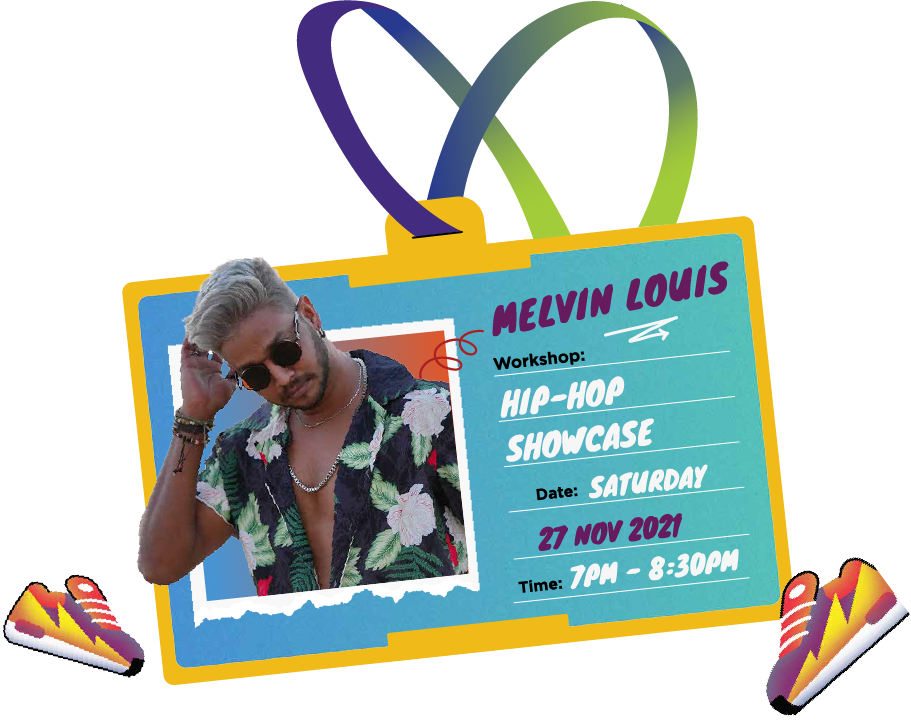 MELVIN LOUIS
Workshop:
HIP-HOP
SHOWCASE
Date: SATURDAY
27 NOV 2021
Time: 7PM - 8:30PM